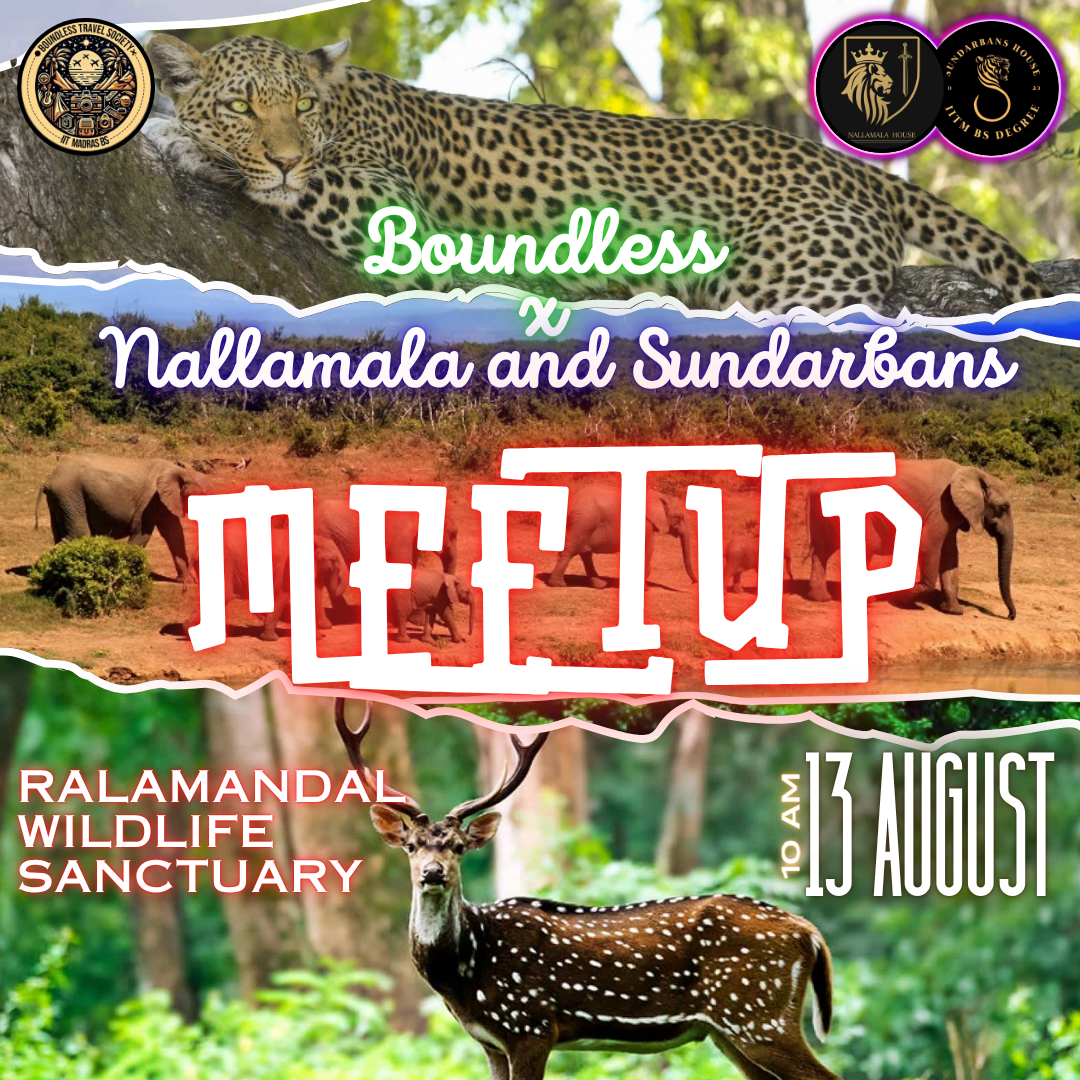 BOUNDLESS TRAVEL SOCIETY
IIT MADRAS BS
NALLAMALA HOUSE
SUNDARBANS HOUSE
23
IITM BS DEGREE
Boundless
x
Nallamala and Sundarbans
MEETUP
RALAMANDAL
WILDLIFE
SANCTUARY
10 AM
13 AUGUST